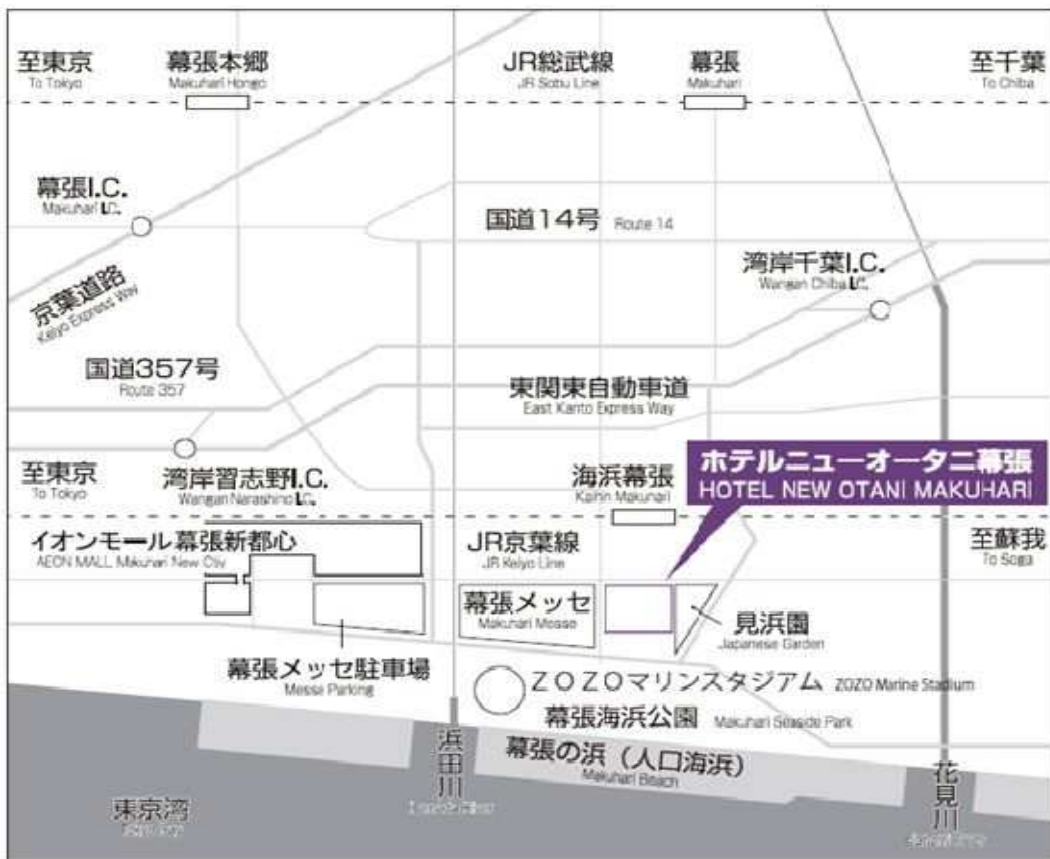 至東京
To Tokyo
幕張本郷
Makuhari Hongo
JR総武線
JR Sobu Line
幕張
Makuhari
至千葉
To Chiba
幕張I.C.
Makuhari I.C.
国道14号 Route 14
湾岸千葉I.C.
Wangan Chiba I.C.
京葉道路
Keiyo Express Way
国道357号
Route 357
東関東自動車道
East Kanto Express Way
至東京
To Tokyo
湾岸習志野I.C.
Wangan Narashino I.C.
海浜幕張
Kaihin Makuhari
ホテルニューオータニ幕張
HOTEL NEW OTANI MAKUHARI
イオンモール幕張新都心
AEON MALL Makuhari New City
JR京葉線
JR Keiyo Line
至蘇我
To Soga
幕張メッセ
Makuhari Messe
見浜園
Japanese Garden
幕張メッセ駐車場
Messe Parking
ZOZOマリンスタジアム ZOZO Marine Stadium
幕張海浜公園 Makuhari Seaside Park
幕張の浜（人口海浜）
Makuhari Beach
浜田川
花見川
東京湾